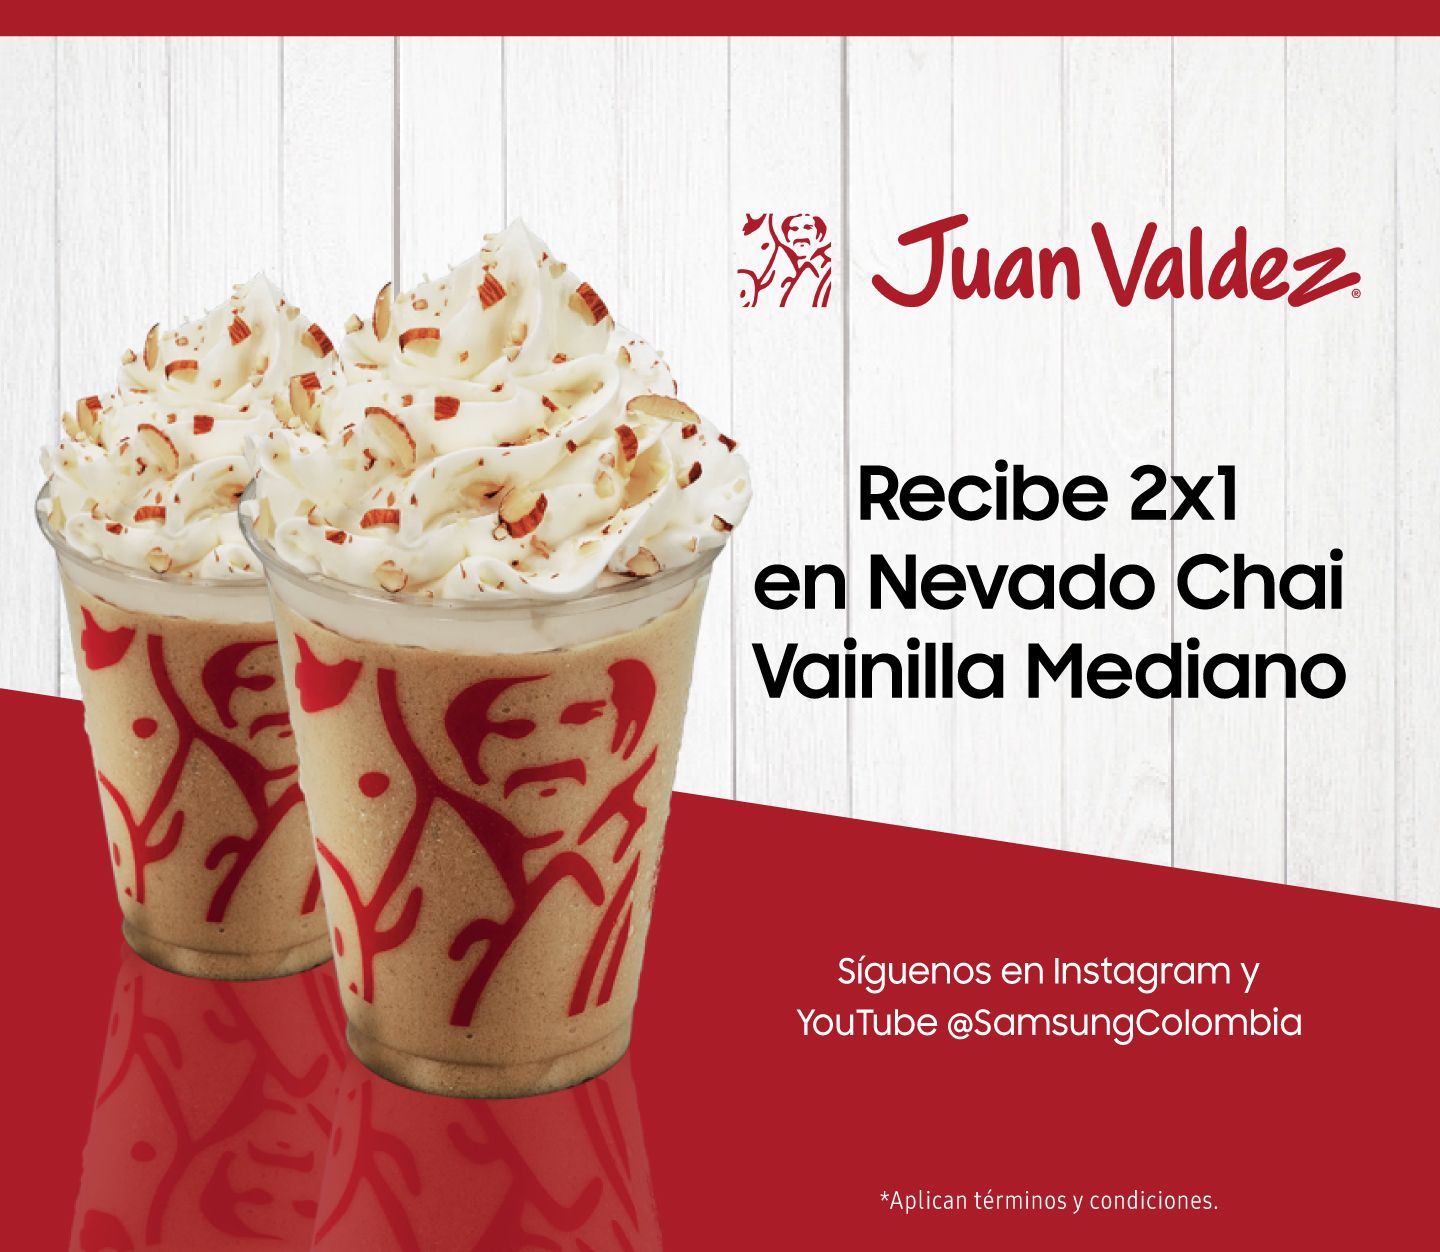 Juan Valdez®
Recibe 2x1
en Nevado Chai
Vainilla Mediano
Síguenos en Instagram y
YouTube @SamsungColombia
*Aplican términos y condiciones.